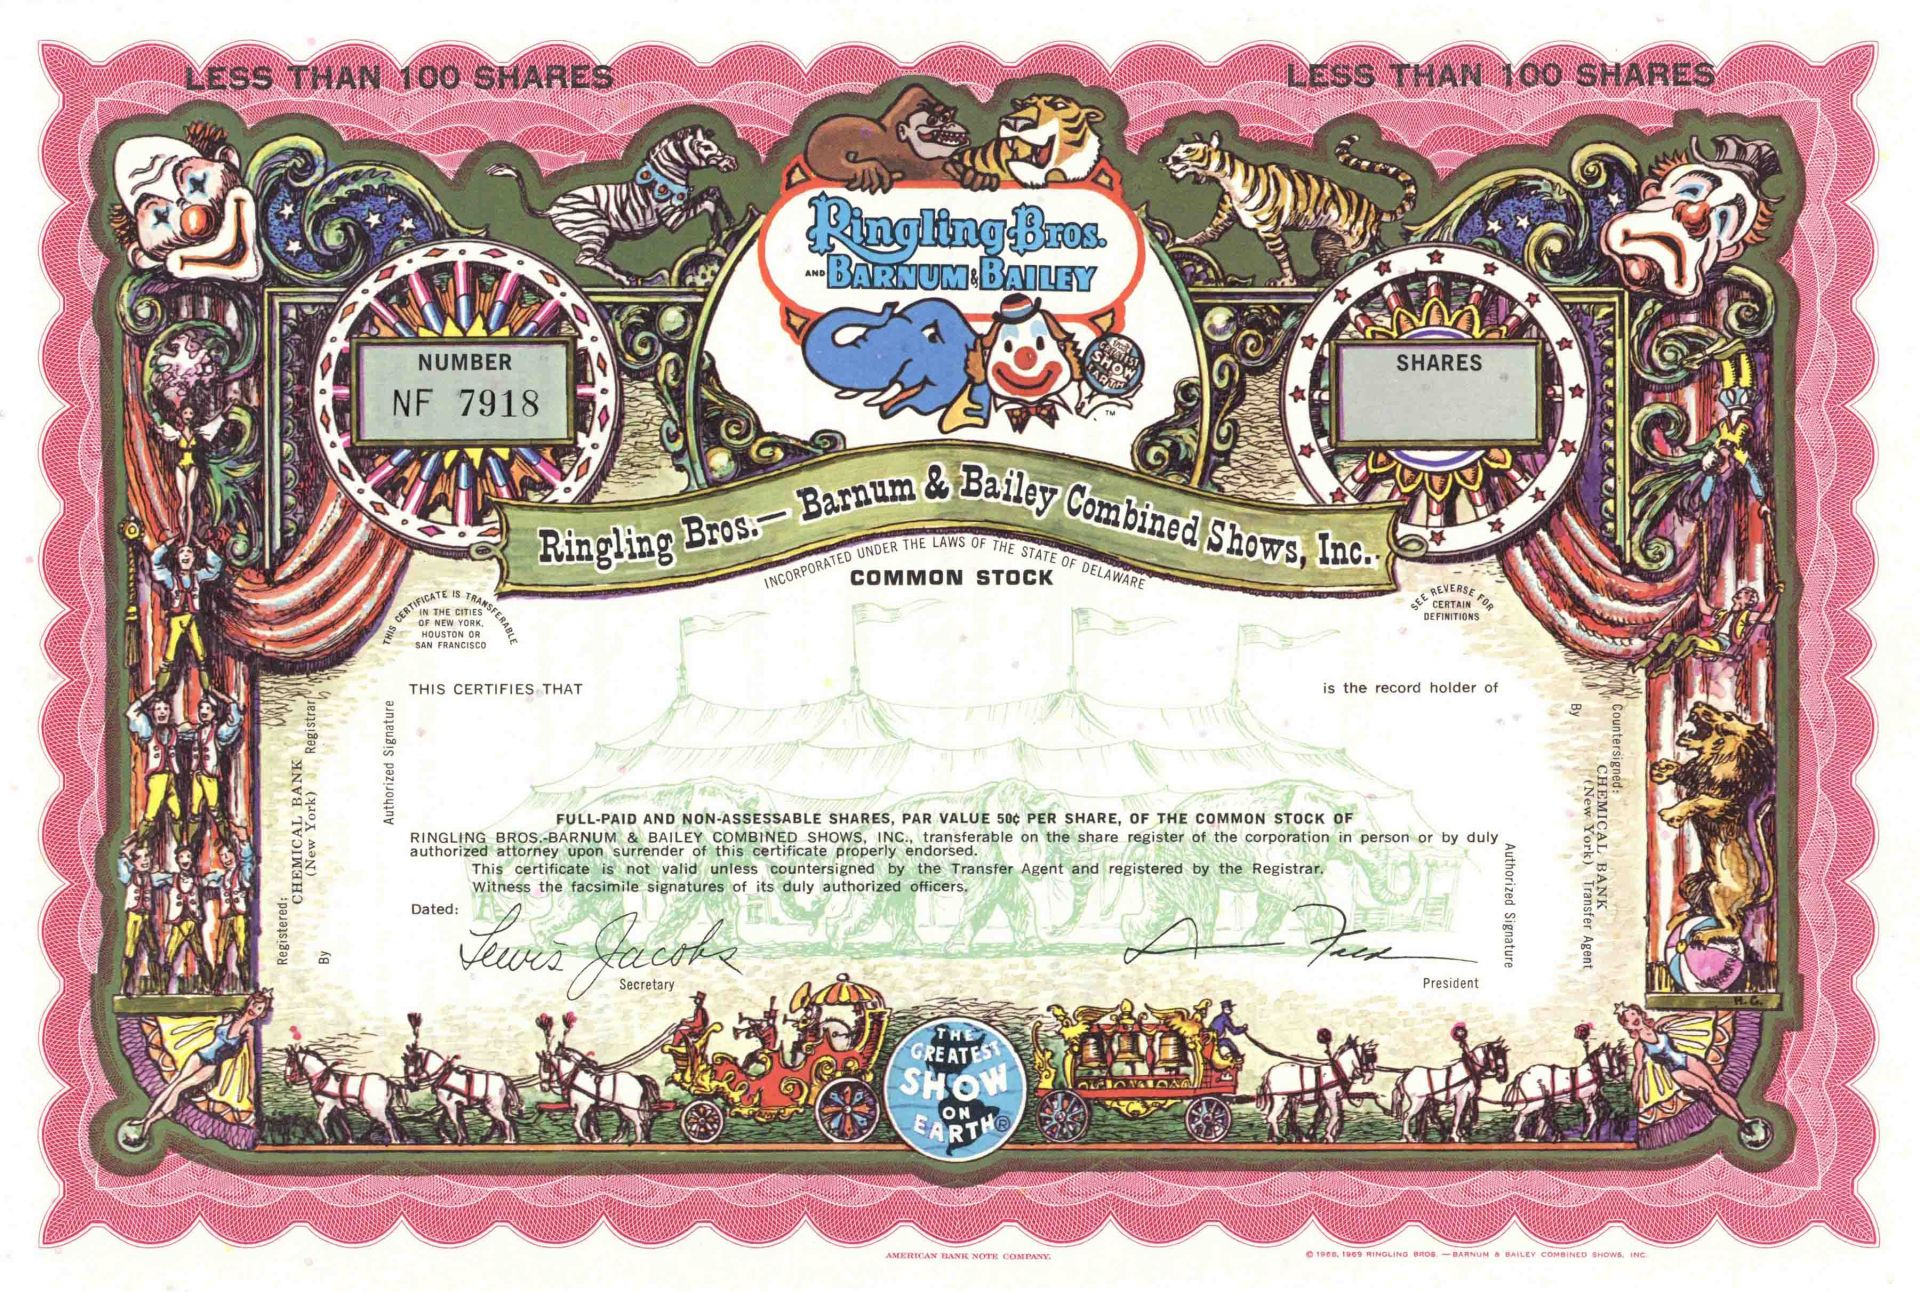 LESS THAN 100 SHARES
LESS THAN 100 SHARES
Ringling Bros.
AND BARNUM & BAILEY
THE GREATEST SHOW ON EARTH
TM
NUMBER
NF 7918
SHARES
Ringling Bros.— Barnum & Bailey Combined Shows, Inc.
INCORPORATED UNDER THE LAWS OF THE STATE OF DELAWARE
COMMON STOCK
THIS CERTIFICATE IS TRANSFERABLE
IN THE CITIES
OF NEW YORK,
HOUSTON OR
SAN FRANCISCO
SEE REVERSE FOR
CERTAIN
DEFINITIONS
THIS CERTIFIES THAT
is the record holder of
FULL-PAID AND NON-ASSESSABLE SHARES, PAR VALUE 50¢ PER SHARE, OF THE COMMON STOCK OF
RINGLING BROS.-BARNUM & BAILEY COMBINED SHOWS, INC., transferable on the share register of the corporation in person or by duly
authorized attorney upon surrender of this certificate properly endorsed.
This certificate is not valid unless countersigned by the Transfer Agent and registered by the Registrar.
Witness the facsimile signatures of its duly authorized officers.
Dated:
Lewis Jacobs
Secretary
President
Registered:
CHEMICAL BANK
(New York) Registrar
By
Authorized Signature
Countersigned:
CHEMICAL BANK
(New York) Transfer Agent
By
Authorized Signature
H.C.
THE
GREATEST
SHOW
ON
EARTH®
AMERICAN BANK NOTE COMPANY.
© 1968, 1969 RINGLING BROS. — BARNUM & BAILEY COMBINED SHOWS, INC.